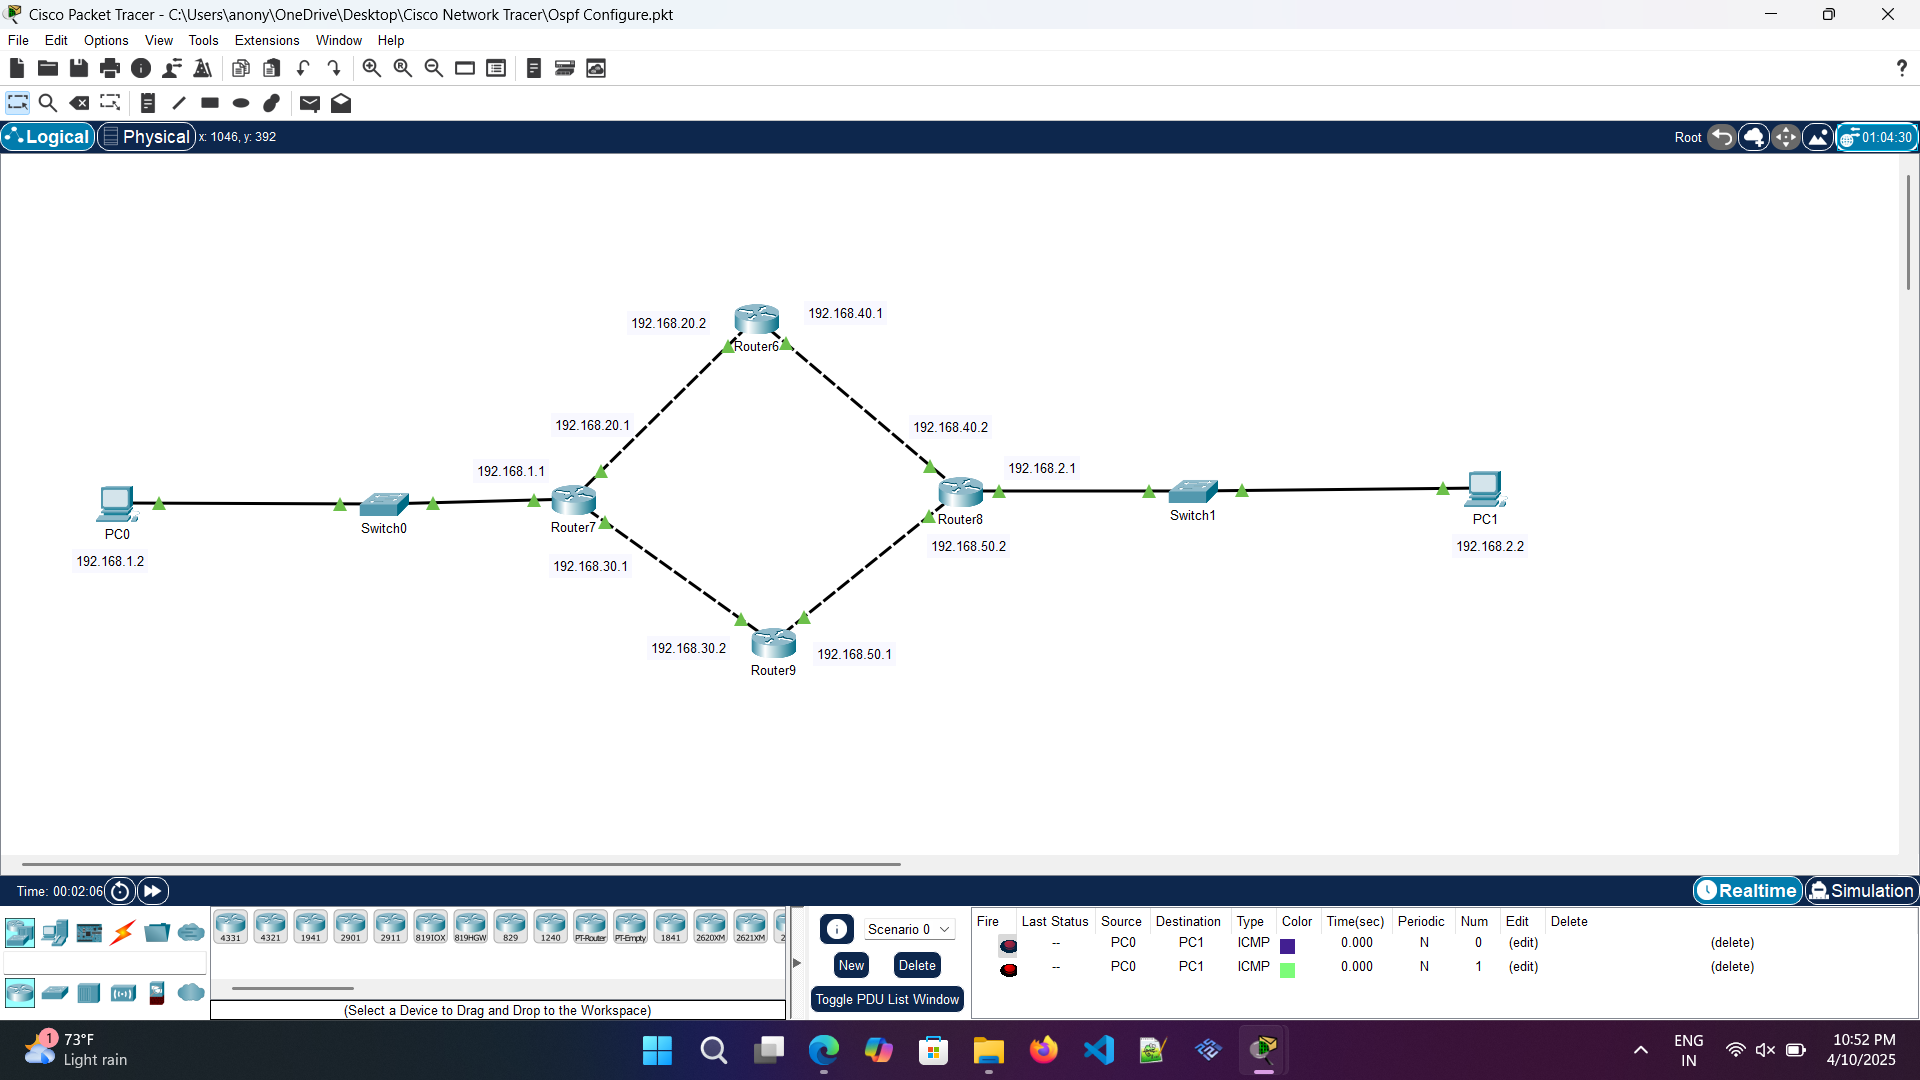 Cisco Packet Tracer - C:\Users\anony\OneDrive\Desktop\Cisco Network Tracer\Ospf Configure.pkt
File Edit Options View Tools Extensions Window Help
?
Logical Physical x: 1046, y: 392 Root 01:04:30
192.168.20.2 192.168.40.1
Router6
192.168.20.1 192.168.40.2
192.168.1.1 192.168.2.1
PC0 Switch0 Router7 Router8 Switch1 PC1
192.168.1.2 192.168.30.1 192.168.50.2 192.168.2.2
192.168.30.2 192.168.50.1
Router9
Time: 00:02:06 Realtime Simulation
4331 4321 1941 2901 2911 819IOX 819HGW 829 1240 PT-Router PT-Empty 1841 2620XM 2621XM 2
(Select a Device to Drag and Drop to the Workspace)
Scenario 0
New Delete
Toggle PDU List Window
Fire Last Status Source Destination Type Color Time(sec) Periodic Num Edit Delete
-- PC0 PC1 ICMP 0.000 N 0 (edit) (delete)
-- PC0 PC1 ICMP 0.000 N 1 (edit) (delete)
1
73°F
Light rain
ENG
IN
10:52 PM
4/10/2025